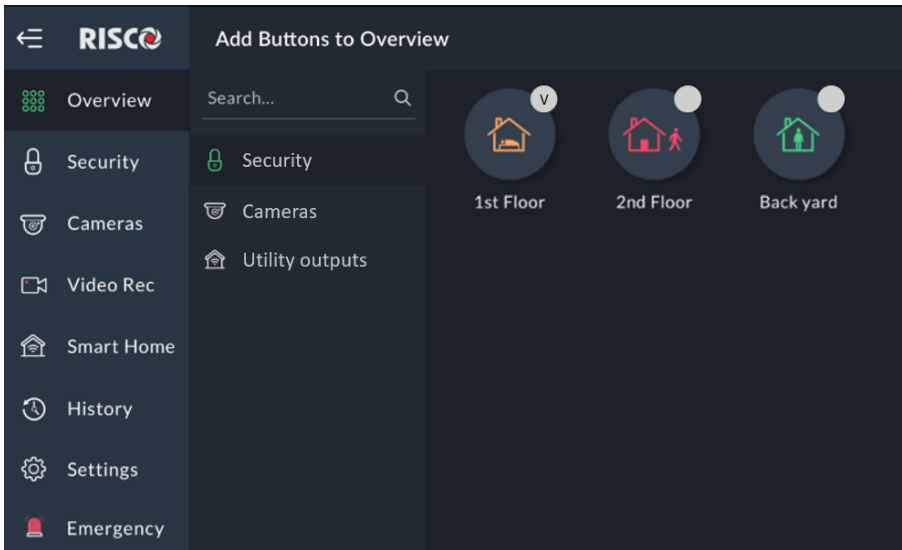 RISCO
Add Buttons to Overview
Overview
Security
Cameras
Video Rec
Smart Home
History
Settings
Emergency
Search...
Security
Cameras
Utility outputs
V
1st Floor
2nd Floor
Back yard